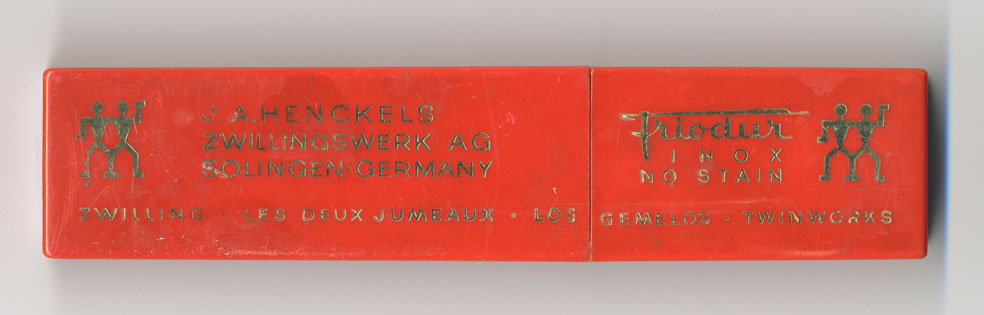 J.A.HENCKELS
ZWILLINGSWERK AG
SOLINGEN-GERMANY
friodur
INOX
NO STAIN
ZWILLING · LES DEUX JUMEAUX · LOS GEMELOS · TWINWORKS